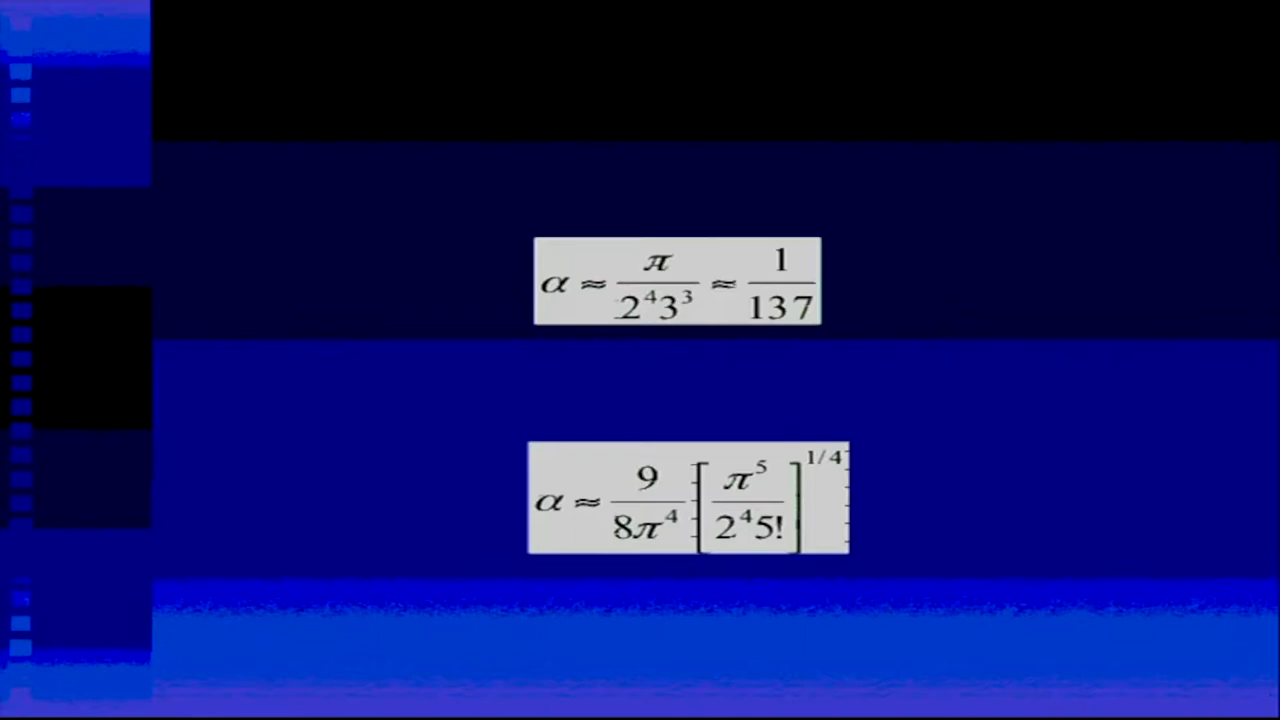 α ≈ π / 2⁴3³ ≈ 1 / 137
α ≈ 9 / 8π⁴ [π⁵ / 2⁴5!]^1/4